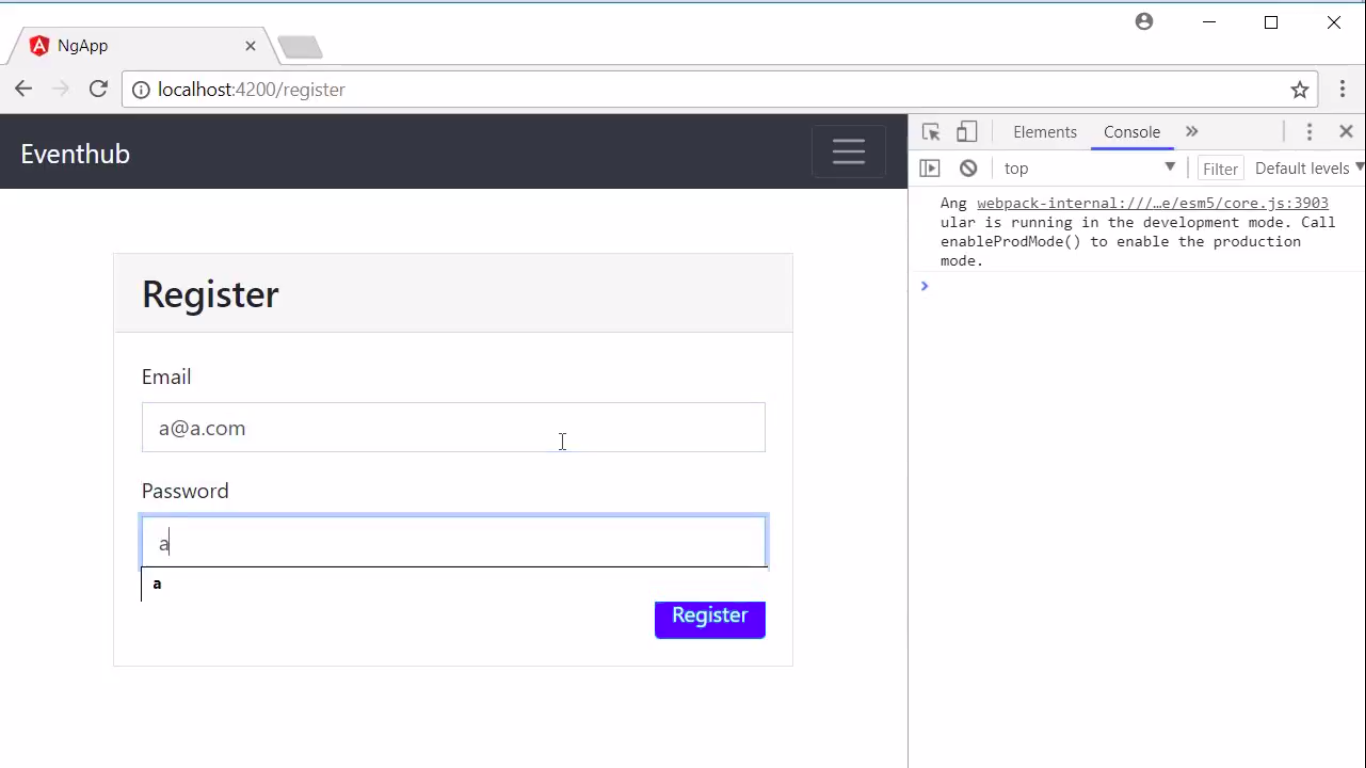 NgApp
localhost:4200/register
Eventhub
Elements Console
top Filter Default levels
Ang webpack-internal:///…e/esm5/core.js:3903
ular is running in the development mode. Call
enableProdMode() to enable the production
mode.
Register
Email
a@a.com
Password
a
a
Register